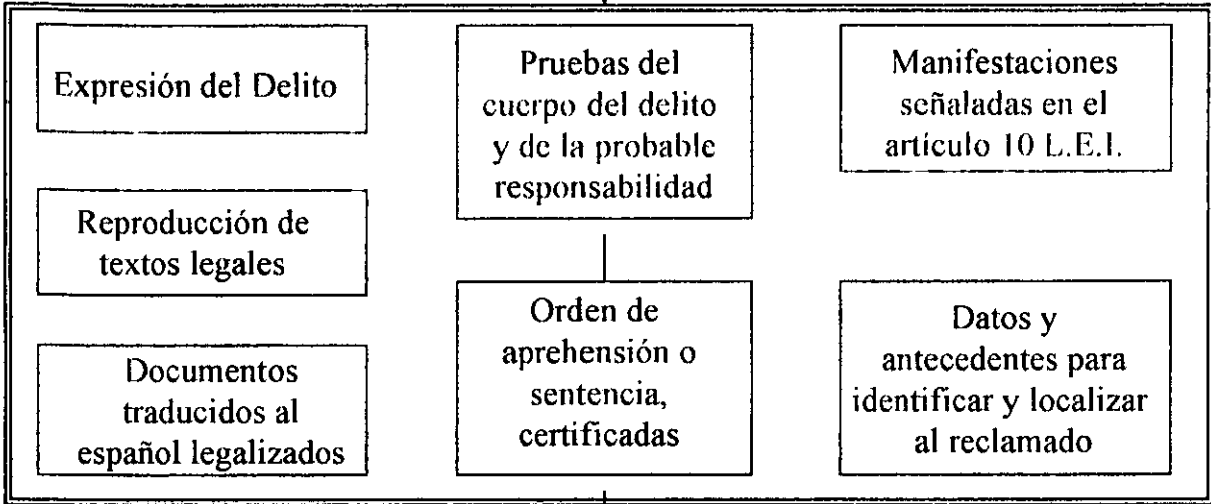 Expresión del Delito
Reproducción de
textos legales
Documentos
traducidos al
español legalizados
Pruebas del
cuerpo del delito
y de la probable
responsabilidad
Orden de
aprehensión o
sentencia,
certificadas
Manifestaciones
señaladas en el
artículo 10 L.E.I.
Datos y
antecedentes para
identificar y localizar
al reclamado